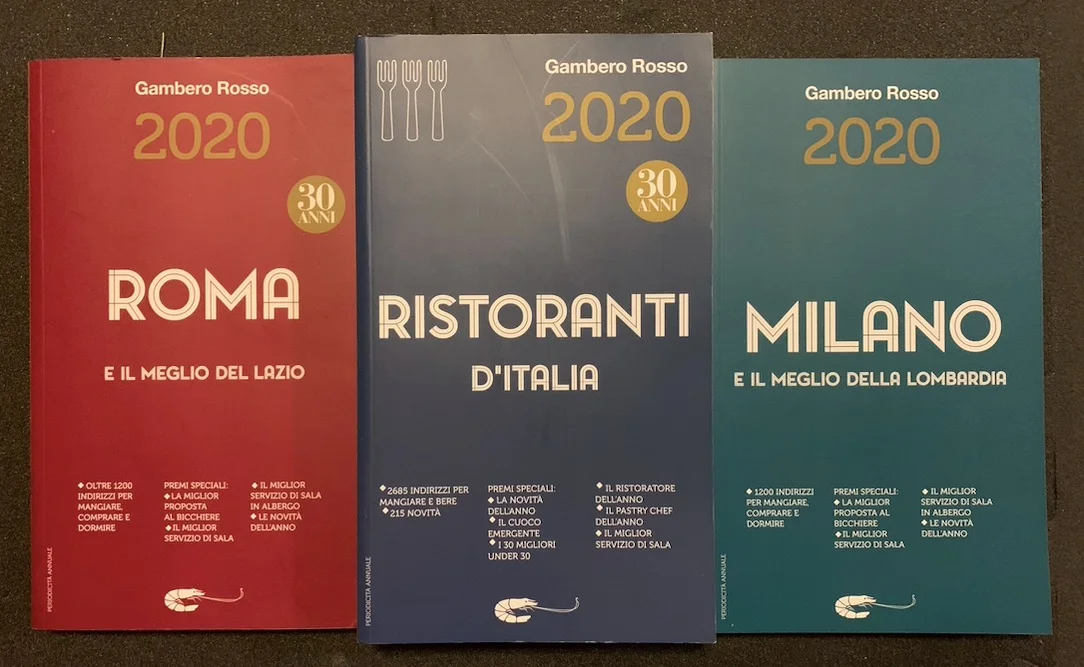 Gambero Rosso
2020
30
ANNI
ROMA
E IL MEGLIO DEL LAZIO
◆ OLTRE 1200
INDIRIZZI PER
MANGIARE,
COMPRARE E
DORMIRE
PREMI SPECIALI:
◆ LA MIGLIOR
PROPOSTA
AL BICCHIERE
◆ IL MIGLIOR
SERVIZIO DI SALA
◆ IL MIGLIOR
SERVIZIO DI SALA
IN ALBERGO
◆ LE NOVITÀ
DELL'ANNO
PERIODICITÀ ANNUALE
Gambero Rosso
2020
30
ANNI
RISTORANTI
D'ITALIA
◆ 2685 INDIRIZZI PER
MANGIARE E BERE
◆ 215 NOVITÀ
PREMI SPECIALI:
◆ LA NOVITÀ
DELL'ANNO
◆ IL CUOCO
EMERGENTE
◆ I 30 MIGLIORI
UNDER 30
◆ IL RISTORATORE
DELL'ANNO
◆ IL PASTRY CHEF
DELL'ANNO
◆ IL MIGLIOR
SERVIZIO DI SALA
PERIODICITÀ ANNUALE
Gambero Rosso
2020
MILANO
E IL MEGLIO DELLA LOMBARDIA
◆ 1200 INDIRIZZI
PER MANGIARE,
COMPRARE E
DORMIRE
PREMI SPECIALI:
◆ LA MIGLIOR
PROPOSTA AL
BICCHIERE
◆ IL MIGLIOR
SERVIZIO DI SALA
◆ IL MIGLIOR
SERVIZIO DI SALA
IN ALBERGO
◆ LE NOVITÀ
DELL'ANNO
PERIODICITÀ ANNUALE